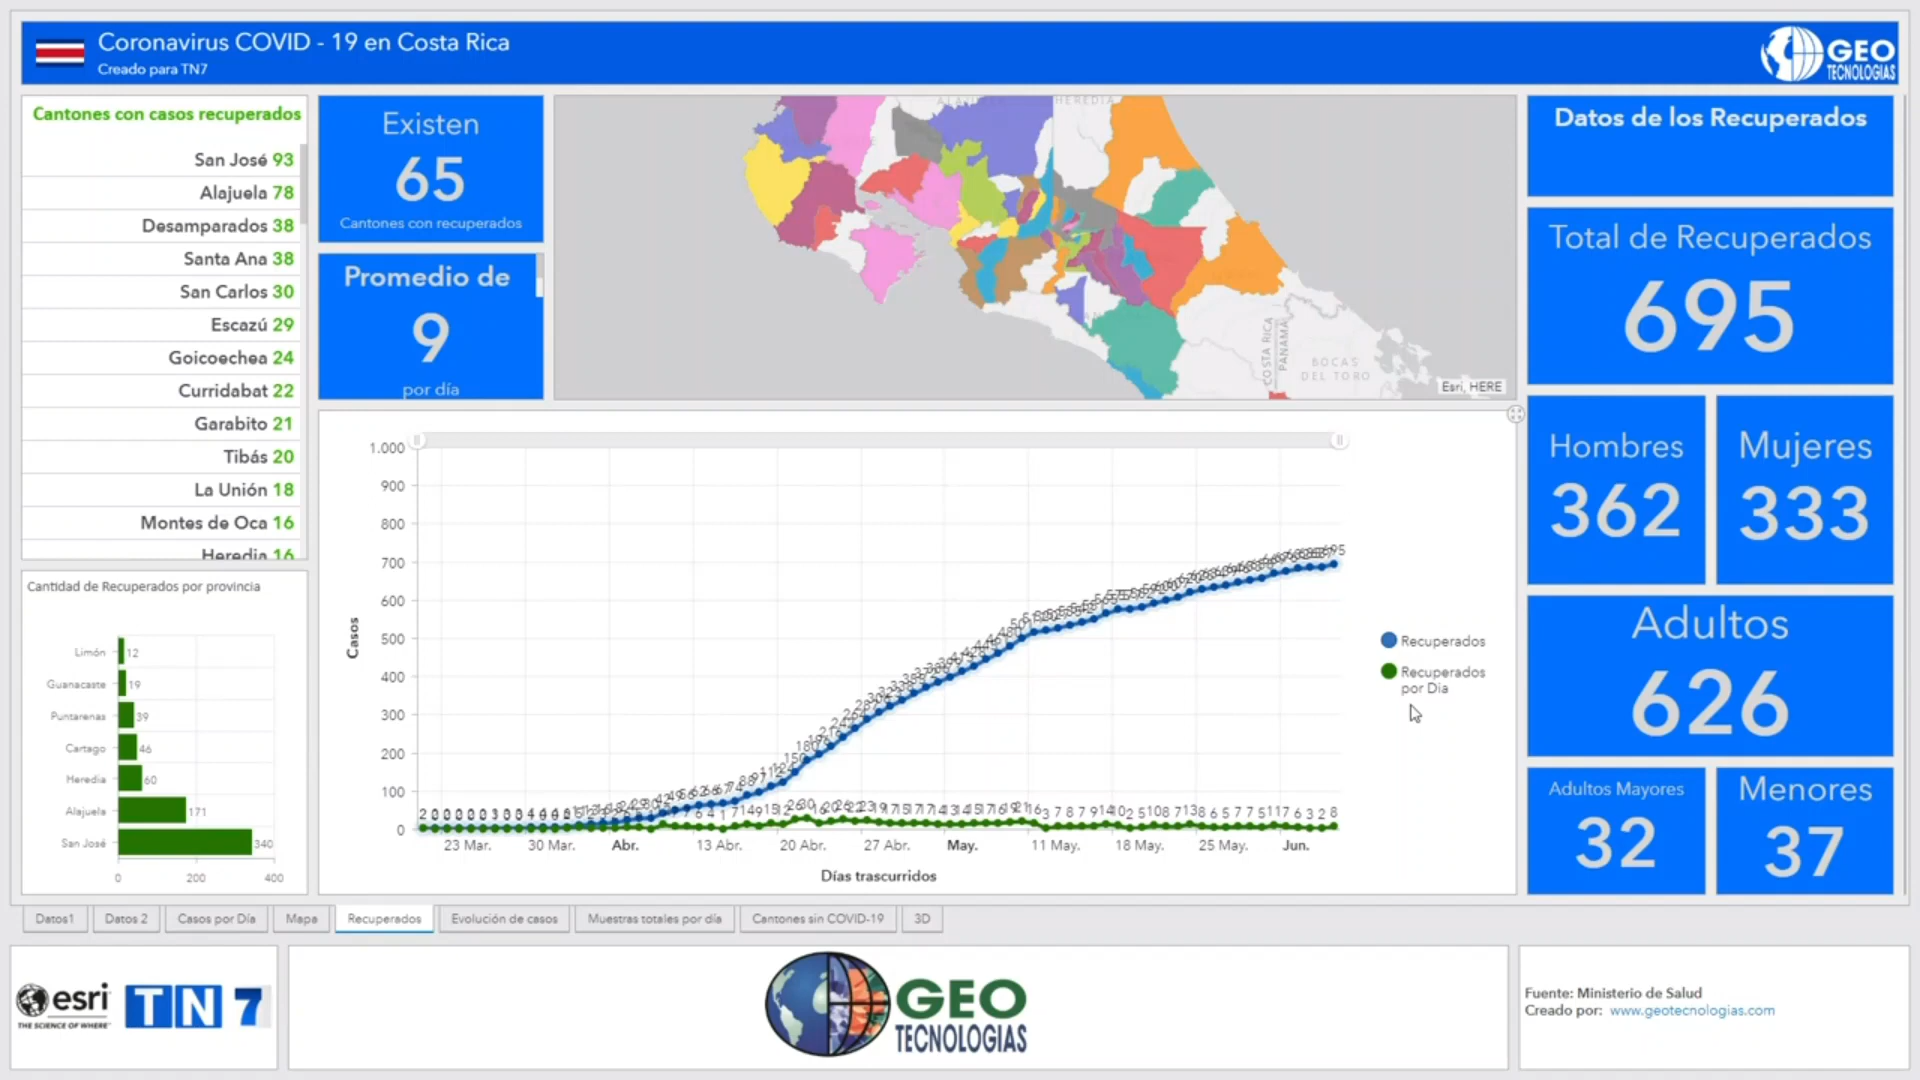 Coronavirus COVID - 19 en Costa Rica
Creado para TN7
GEO
TECNOLOGIAS
Cantones con casos recuperados
San José 93
Alajuela 78
Desamparados 38
Santa Ana 38
San Carlos 30
Escazú 29
Goicoechea 24
Curridabat 22
Garabito 21
Tibás 20
La Unión 18
Montes de Oca 16
Heredia 16
Existen
65
Cantones con recuperados
Promedio de
9
por día
HEREDIA
COSTA RICA
PANAMÁ
BOCAS
DEL TORO
Esri, HERE
Datos de los Recuperados
Total de Recuperados
695
Hombres
362
Mujeres
333
Adultos
626
Adultos Mayores
32
Menores
37
Cantidad de Recuperados por provincia
Limón 12
Guanacaste 19
Puntarenas 39
Cartago 46
Heredia 60
Alajuela 171
San José 340
0 200 400
Casos
1.000
900
800
700
600
500
400
300
200
100
0
23 Mar. 30 Mar. Abr. 13 Abr. 20 Abr. 27 Abr. May. 11 May. 18 May. 25 May. Jun.
Días trascurridos
Recuperados
Recuperados
por Dia
Datos1 Datos 2 Casos por Día Mapa Recuperados Evolución de casos Muestras totales por día Cantones sin COVID-19 3D
esri
THE SCIENCE OF WHERE
TN7
GEO
TECNOLOGIAS
Fuente: Ministerio de Salud
Creado por: www.geotecnologias.com